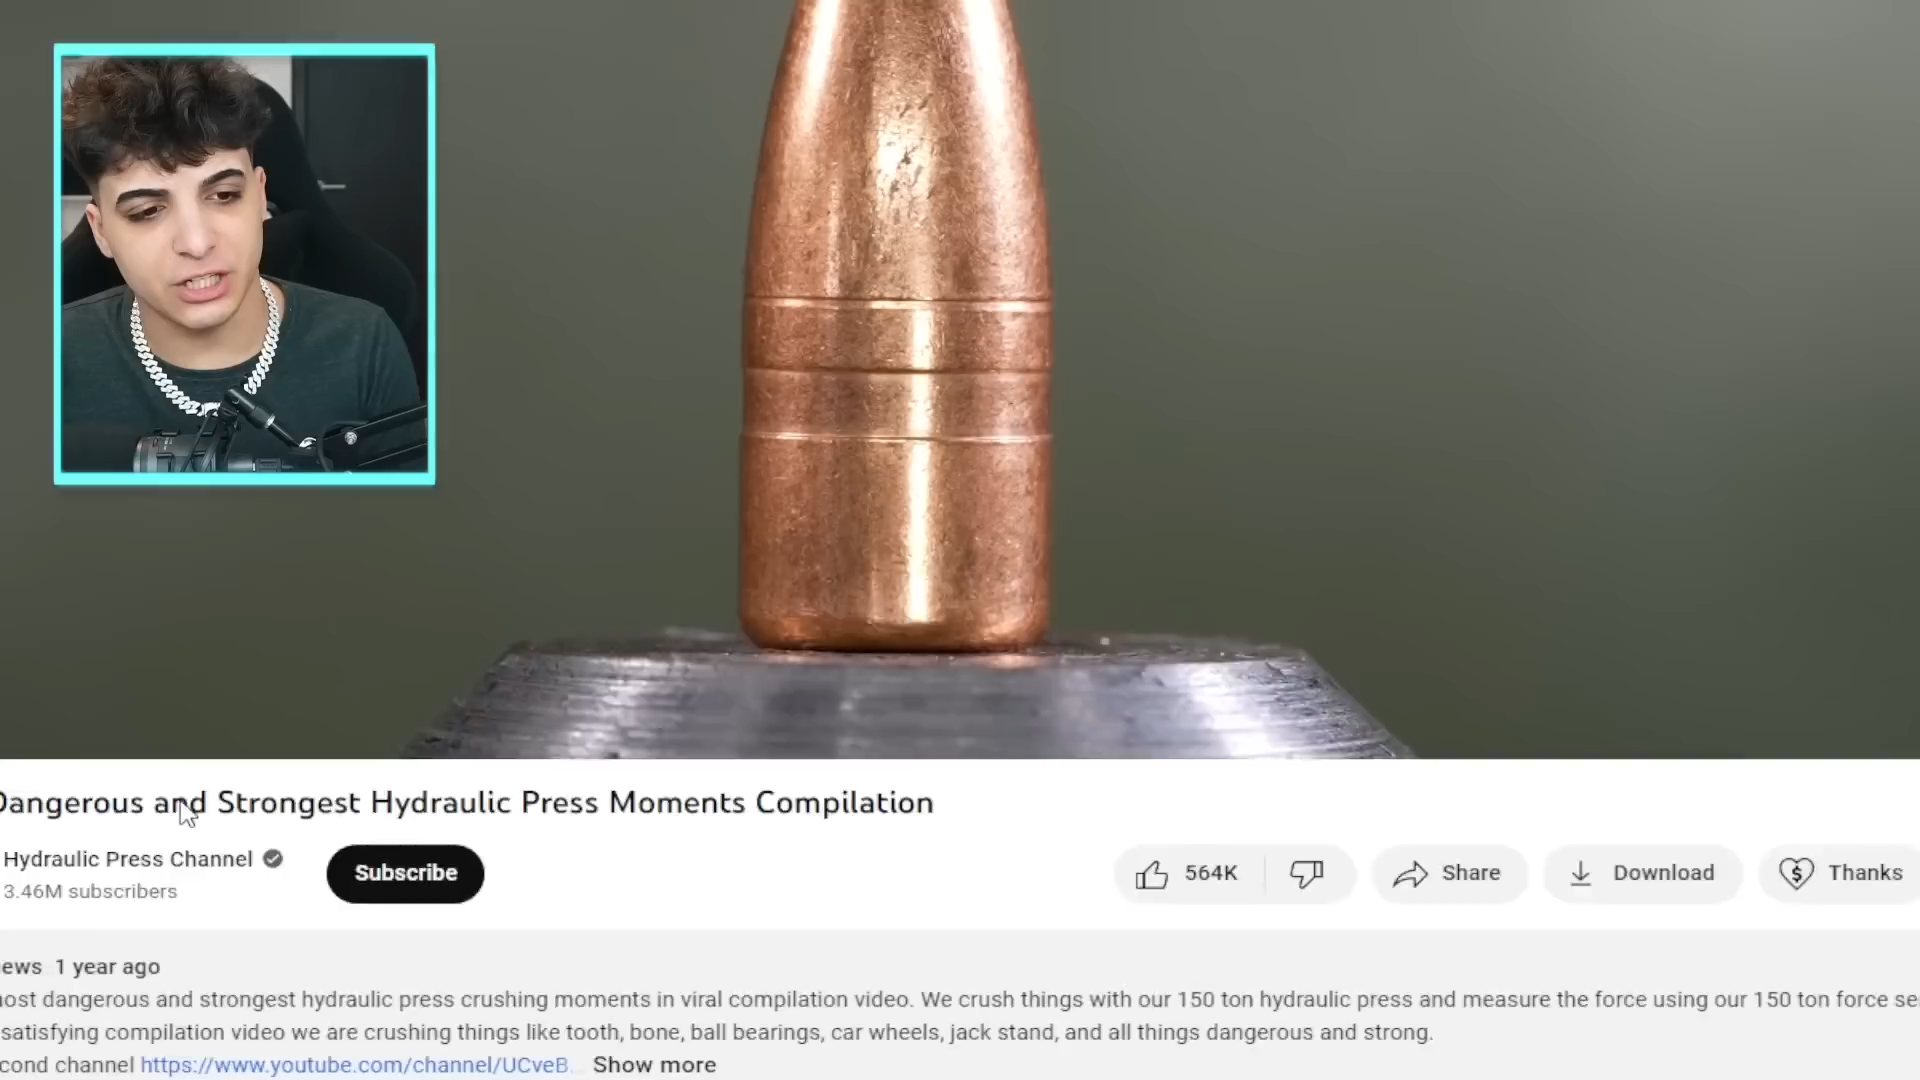 Dangerous and Strongest Hydraulic Press Moments Compilation
Hydraulic Press Channel
3.46M subscribers
Subscribe
564K
Share
Download
Thanks
1 year ago
dangerous and strongest hydraulic press crushing moments in viral compilation video. We crush things with our 150 ton hydraulic press and measure the force using our 150 ton force
satisfying compilation video we are crushing things like tooth, bone, ball bearings, car wheels, jack stand, and all things dangerous and strong.
channel https://www.youtube.com/channel/UCveB... Show more